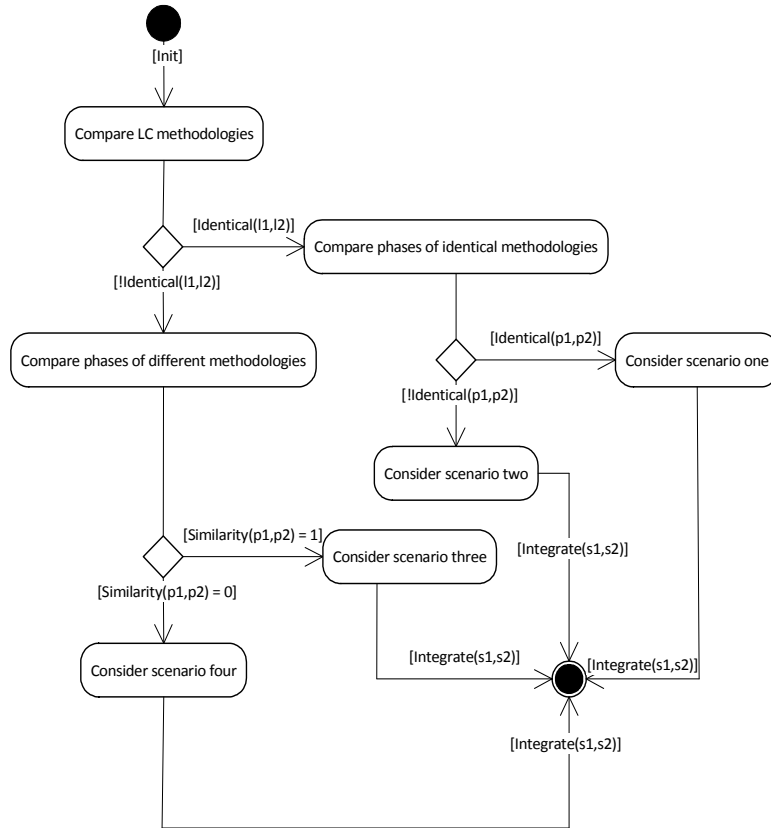 [Init]
Compare LC methodologies
[Identical(l1,l2)]
Compare phases of identical methodologies
[!Identical(l1,l2)]
Compare phases of different methodologies
[Identical(p1,p2)]
Consider scenario one
[!Identical(p1,p2)]
Consider scenario two
[Similarity(p1,p2) = 1]
Consider scenario three
[Integrate(s1,s2)]
[Similarity(p1,p2) = 0]
Consider scenario four
[Integrate(s1,s2)]
[Integrate(s1,s2)]
[Integrate(s1,s2)]